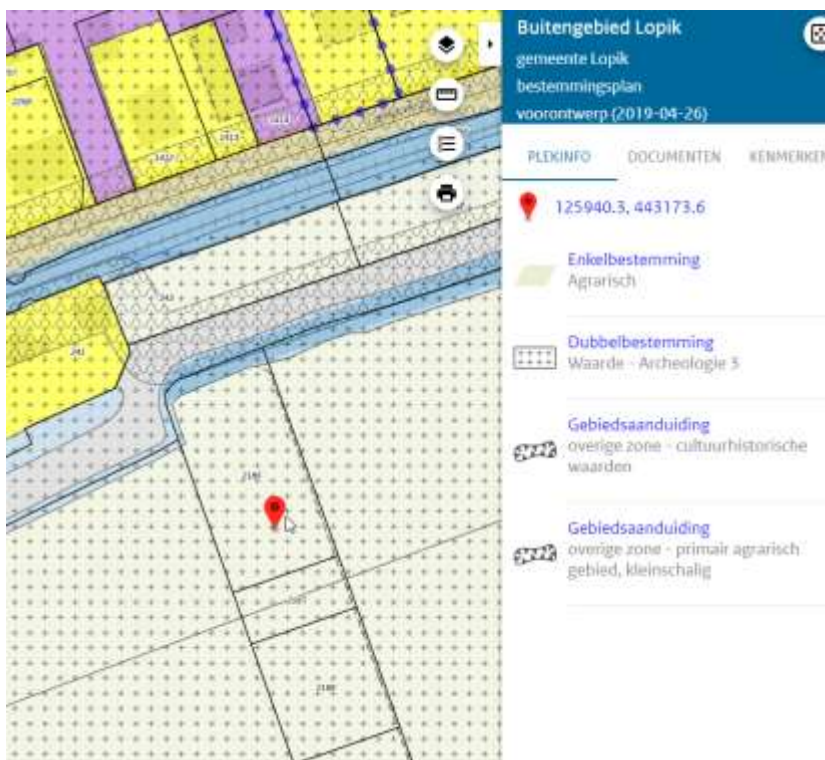 Buitengebied Lopik
gemeente Lopik
bestemmingsplan
voorontwerp (2019-04-26)
PLEKINFO DOCUMENTEN KENMERKEN
125940.3, 443173.6
Enkelbestemming
Agrarisch
Dubbelbestemming
Waarde - Archeologie 3
Gebiedsaanduiding
overige zone - cultuurhistorische
waarden
Gebiedsaanduiding
overige zone - primair agrarisch
gebied, kleinschalig